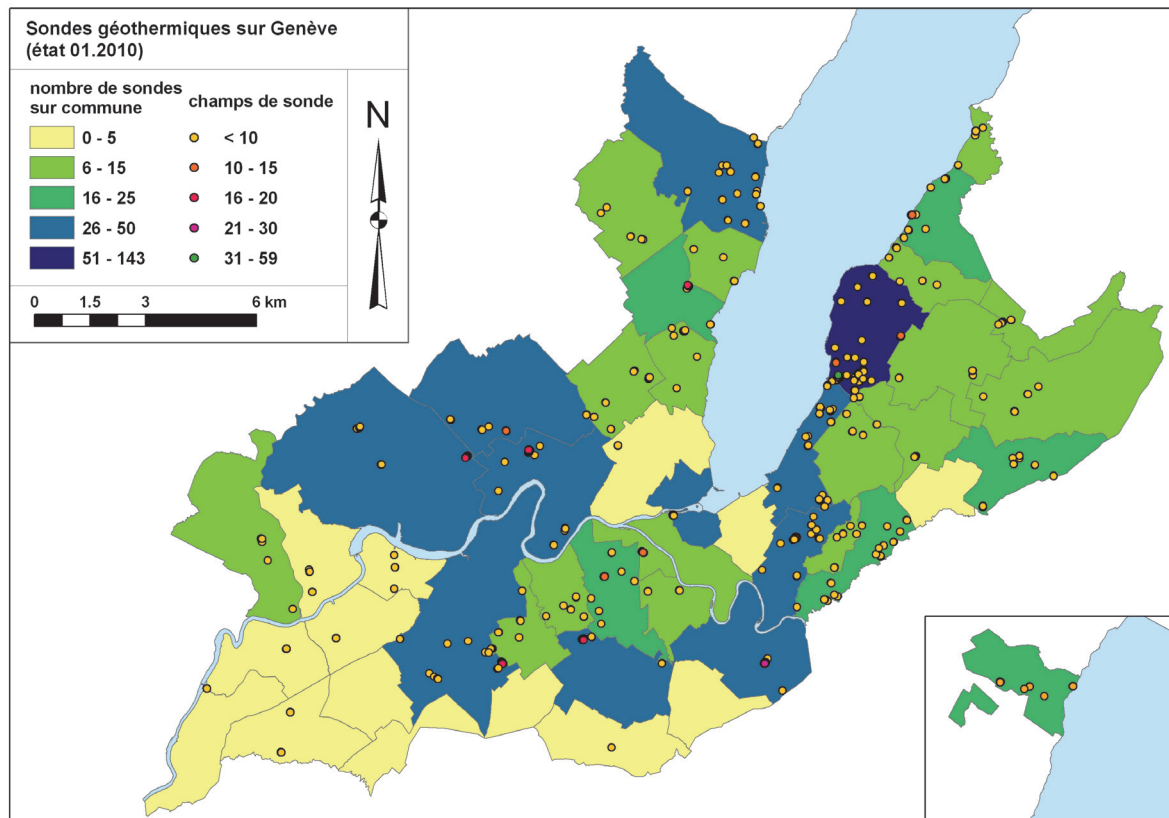 Sondes géothermiques sur Genève
(état 01.2010)
nombre de sondes
sur commune
champs de sonde
0 - 5
< 10
6 - 15
10 - 15
16 - 25
16 - 20
26 - 50
21 - 30
51 - 143
31 - 59
0 1.5 3 6 km
N